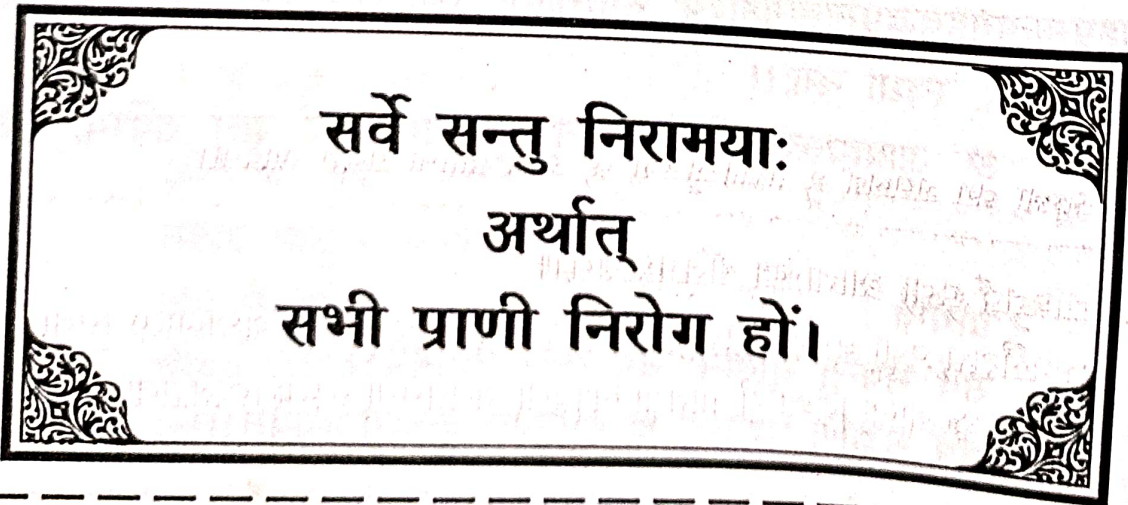 सर्वे सन्तु निरामयाः
अर्थात्
सभी प्राणी निरोग हों।